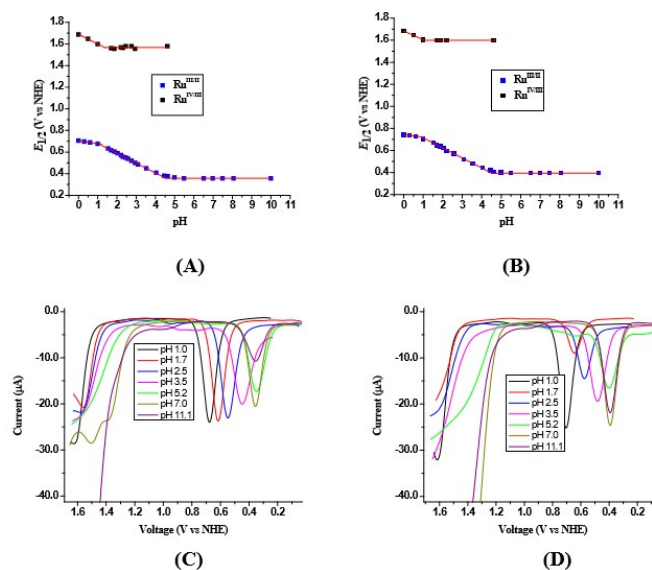 1.8
1.6
1.4
1.2
1.0
0.8
0.6
0.4
0.2
E1/2 (V vs NHE)
Ru^III/II
Ru^IV/III
0 1 2 3 4 5 6 7 8 9 10 11
pH
(A)
1.8
1.6
1.4
1.2
1.0
0.8
0.6
0.4
0.2
E1/2 (V vs NHE)
Ru^III/II
Ru^IV/III
0 1 2 3 4 5 6 7 8 9 10 11
pH
(B)
0.0
-10.0
-20.0
-30.0
-40.0
Current (µA)
pH 1.0
pH 1.7
pH 2.5
pH 3.5
pH 5.2
pH 7.0
pH 11.1
1.6 1.4 1.2 1.0 0.8 0.6 0.4 0.2
Voltage (V vs NHE)
(C)
0.0
-10.0
-20.0
-30.0
-40.0
Current (µA)
pH 1.0
pH 1.7
pH 2.5
pH 3.5
pH 5.2
pH 7.0
pH 11.1
1.6 1.4 1.2 1.0 0.8 0.6 0.4 0.2
Voltage (V vs NHE)
(D)